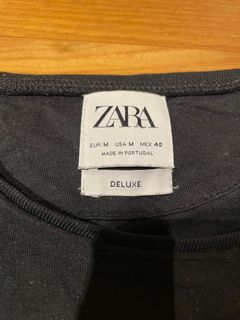 ZARA
EUR M USA M MEX 40
MADE IN PORTUGAL
DELUXE